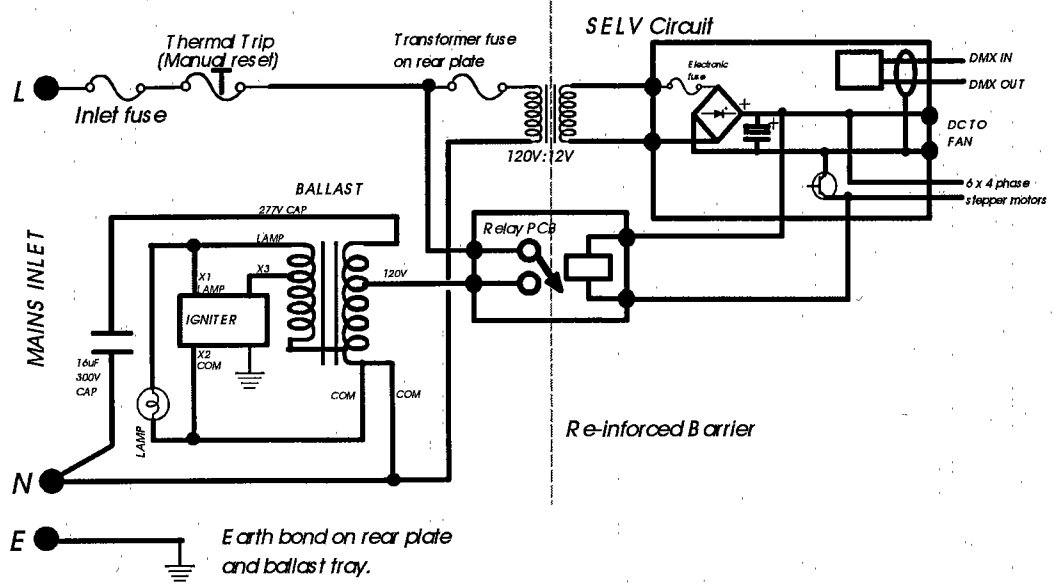 SELV Circuit
Thermal Trip
(Manual reset)
Transformer fuse
on rear plate
Electronic
fuse
DMX IN
DMX OUT
L
Inlet fuse
+
+
DC TO
FAN
120V:12V
6 x 4 phase
stepper motors
BALLAST
277V CAP
MAINS INLET
LAMP
Relay PCB
X3
120V
X1
LAMP
IGNITER
X2
COM
16uF
300V
CAP
COM
COM
LAMP
Re-inforced Barrier
N
E
Earth bond on rear plate
and ballast tray.